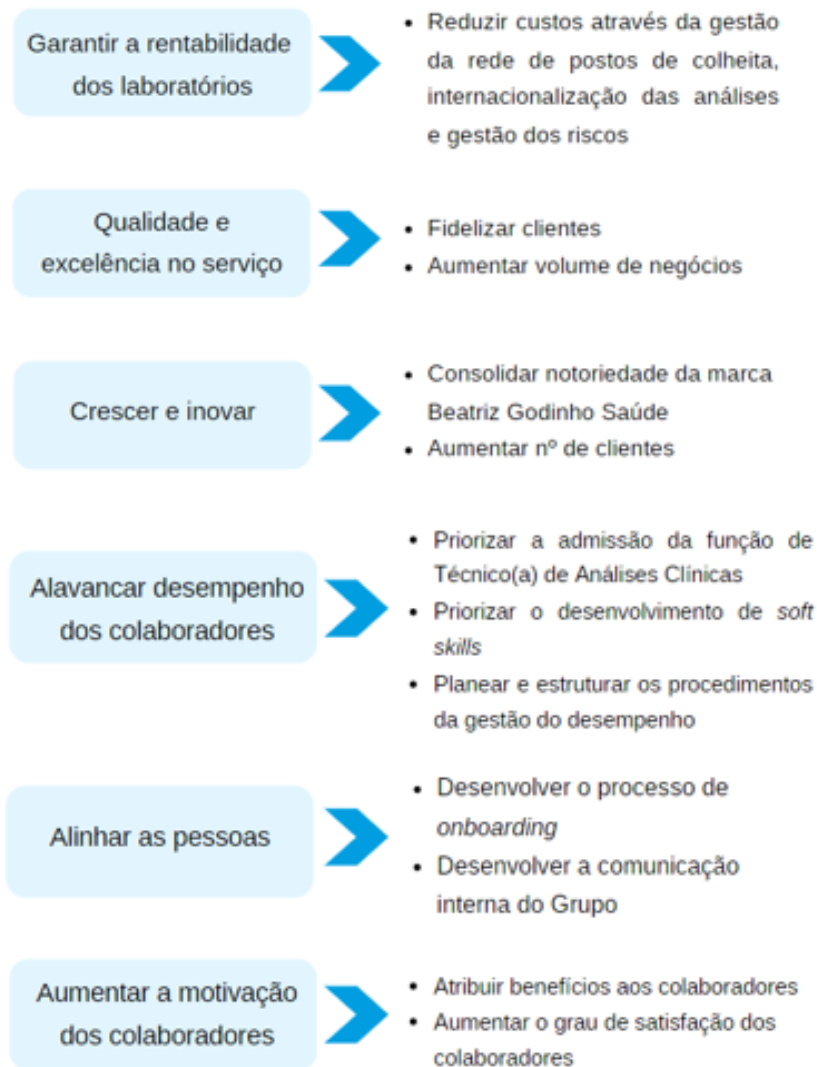 Garantir a rentabilidade
dos laboratórios
• Reduzir custos através da gestão
da rede de postos de colheita,
internacionalização das análises
e gestão dos riscos
Qualidade e
excelência no serviço
• Fidelizar clientes
• Aumentar volume de negócios
Crescer e inovar
• Consolidar notoriedade da marca
Beatriz Godinho Saúde
• Aumentar nº de clientes
Alavancar desempenho
dos colaboradores
• Priorizar a admissão da função de
Técnico(a) de Análises Clínicas
• Priorizar o desenvolvimento de soft
skills
• Planear e estruturar os procedimentos
da gestão do desempenho
Alinhar as pessoas
• Desenvolver o processo de
onboarding
• Desenvolver a comunicação
interna do Grupo
Aumentar a motivação
dos colaboradores
• Atribuir benefícios aos colaboradores
• Aumentar o grau de satisfação dos
colaboradores